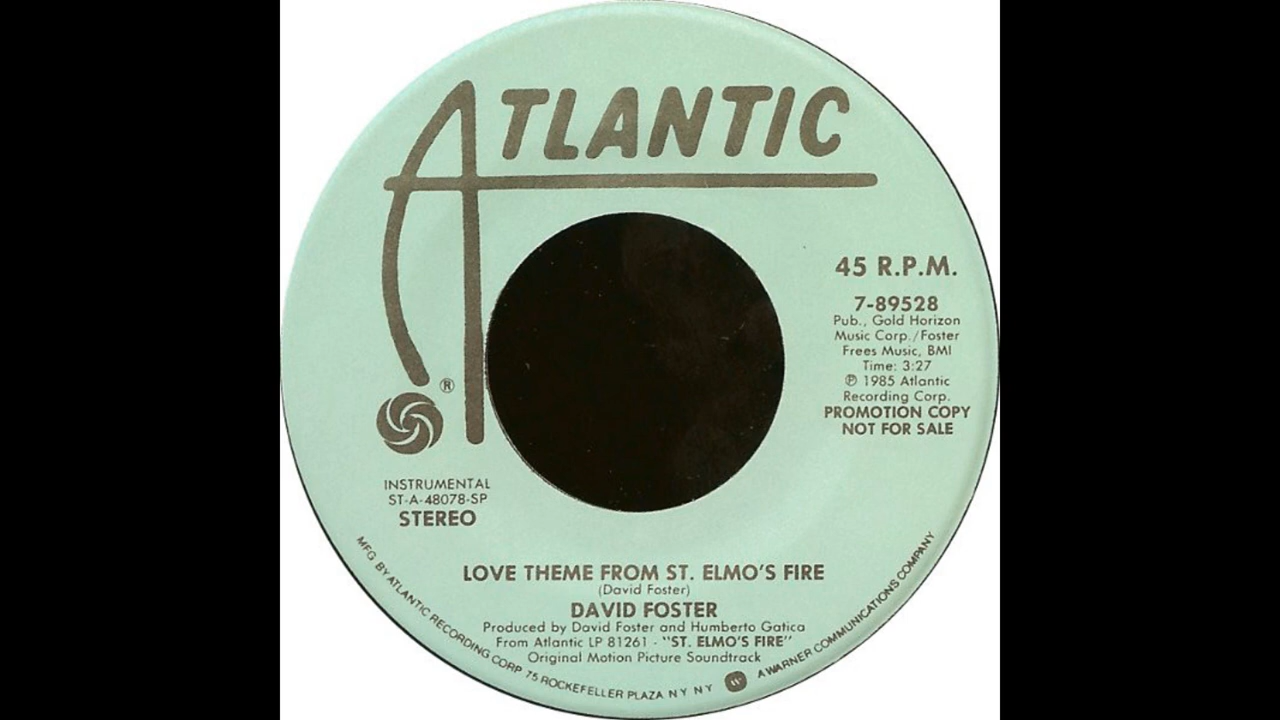 ATLANTIC
®
45 R.P.M.
7-89528
Pub., Gold Horizon
Music Corp./Foster
Frees Music, BMI
Time: 3:27
℗ 1985 Atlantic
Recording Corp.
PROMOTION COPY
NOT FOR SALE
INSTRUMENTAL
ST-A-48078-SP
STEREO
LOVE THEME FROM ST. ELMO'S FIRE
(David Foster)
DAVID FOSTER
Produced by David Foster and Humberto Gatica
From Atlantic LP 81261 - "ST. ELMO'S FIRE"
Original Motion Picture Soundtrack
MFG BY ATLANTIC RECORDING CORP 75 ROCKEFELLER PLAZA N Y N Y A WARNER COMMUNICATIONS COMPANY